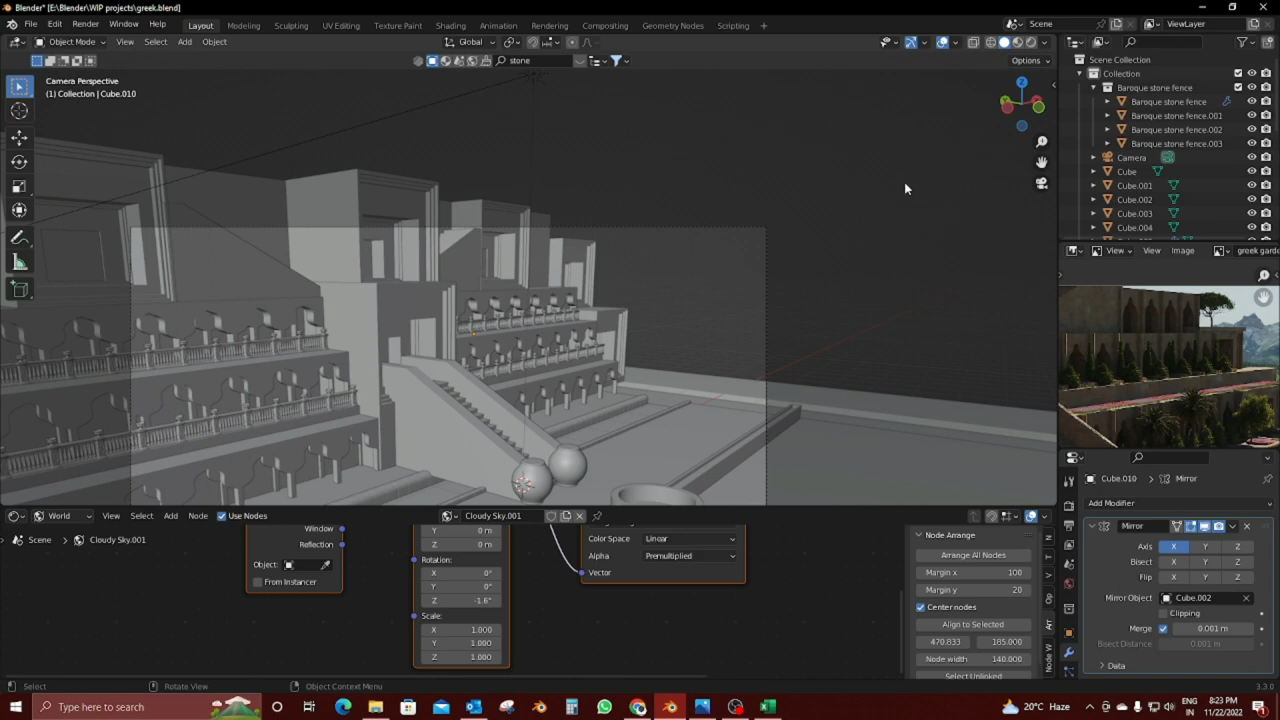 Blender* [E:\Blender\WIP projects\greek.blend]
File Edit Render Window Help
Layout Modeling Sculpting UV Editing Texture Paint Shading Animation Rendering Compositing Geometry Nodes Scripting +
Scene ViewLayer
Object Mode View Select Add Object Global
stone
Options
Camera Perspective
(1) Collection | Cube.010
Scene Collection
Collection
Baroque stone fence
Baroque stone fence
Baroque stone fence.001
Baroque stone fence.002
Baroque stone fence.003
Camera
Cube
Cube.001
Cube.002
Cube.003
Cube.004
View View Image
Z
Cube.010 Mirror
Add Modifier
Mirror
Axis X Y Z
Bisect X Y Z
Flip X Y Z
Mirror Object Cube.002
Clipping
Merge 0.001 m
Bisect Distance 0.001 m
Data
World View Select Add Node Use Nodes Cloudy Sky.001
Scene Cloudy Sky.001
Window
Reflection
Object:
From Instancer
Y 0 m
Z 0 m
Rotation:
X 0°
Y 0°
Z -1.6°
Scale:
X 1.000
Y 1.000
Z 1.000
Color Space Linear
Alpha Premultiplied
Vector
Node Arrange
Arrange All Nodes
Margin x 100
Margin y 20
Center nodes
Align to Selected
470.833 185.000
Node width 140.000
Select Unlinked
N
T
V
Op
Arr
Node W
Select Rotate View Object Context Menu 3.3.0
Type here to search
20°C Haze
ENG
IN
8:23 PM
11/22/2022